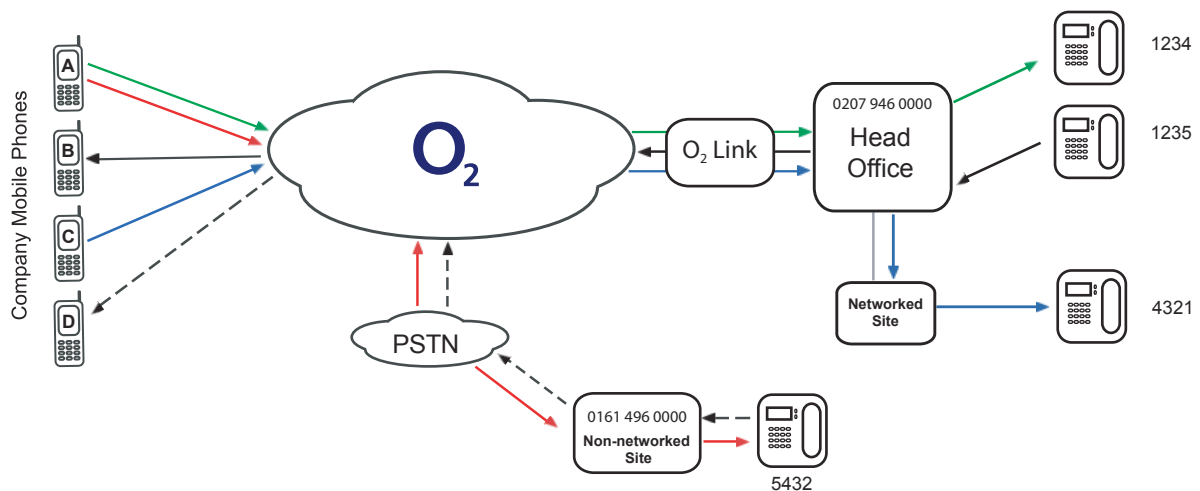 Company Mobile Phones
A
B
C
D
O2
O2 Link
0207 946 0000
Head
Office
1234
1235
Networked
Site
4321
PSTN
0161 496 0000
Non-networked
Site
5432